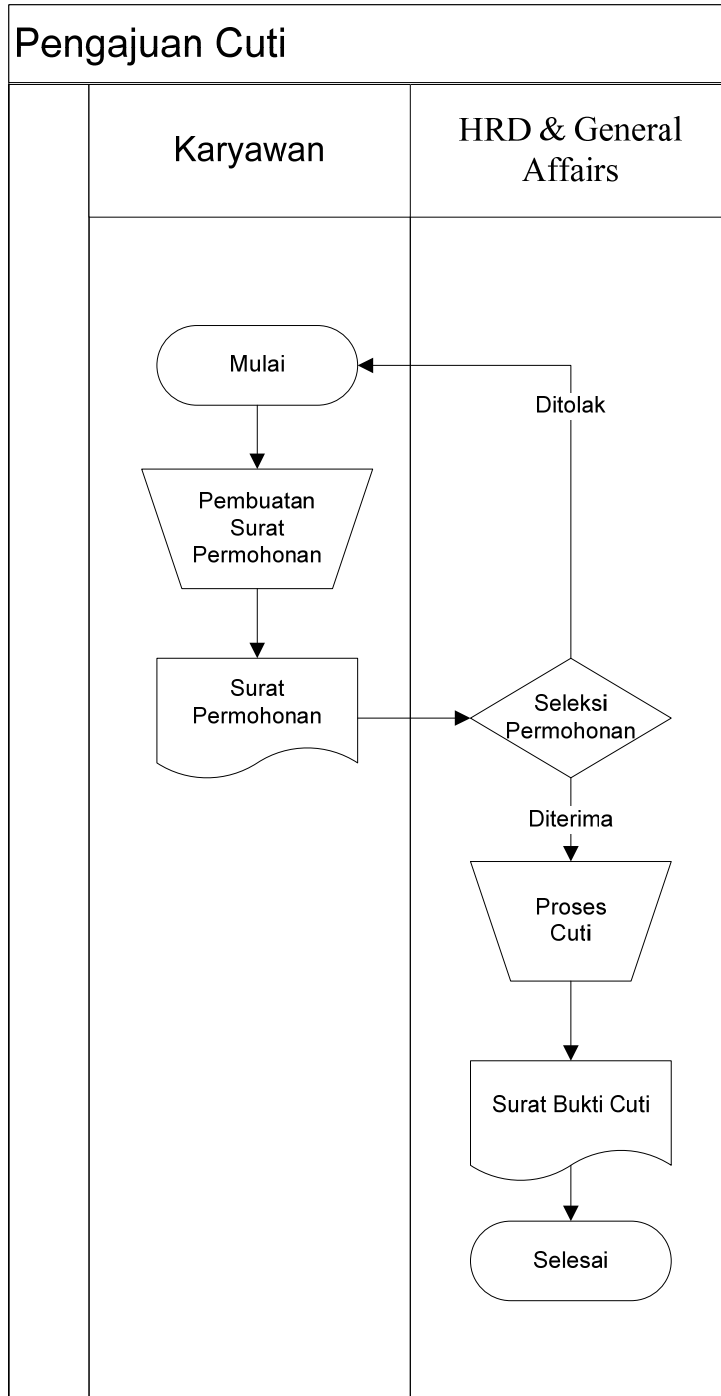 Pengajuan Cuti
Karyawan
HRD & General
Affairs
Mulai
Ditolak
Pembuatan
Surat
Permohonan
Surat
Permohonan
Seleksi
Permohonan
Diterima
Proses
Cuti
Surat Bukti Cuti
Selesai